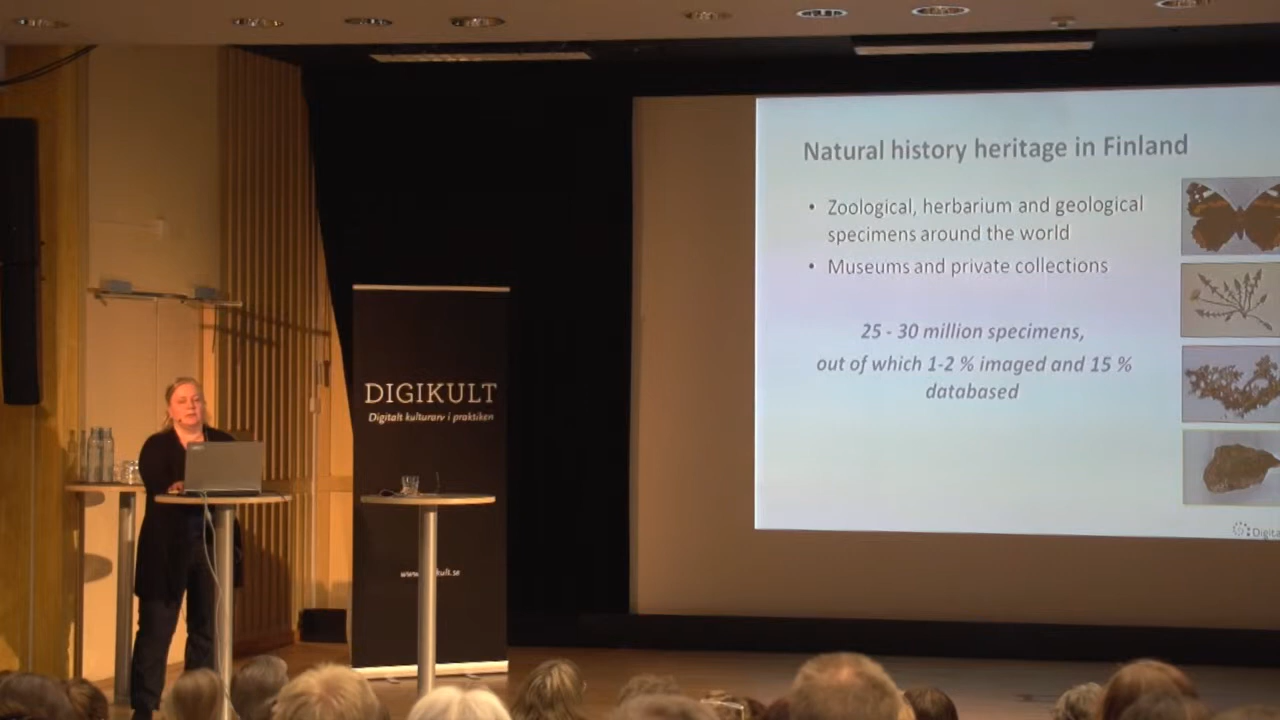 Natural history heritage in Finland
• Zoological, herbarium and geological
specimens around the world
• Museums and private collections
25 - 30 million specimens,
out of which 1-2 % imaged and 15 %
databased
DIGIKULT
Digitalt kulturarv i praktiken